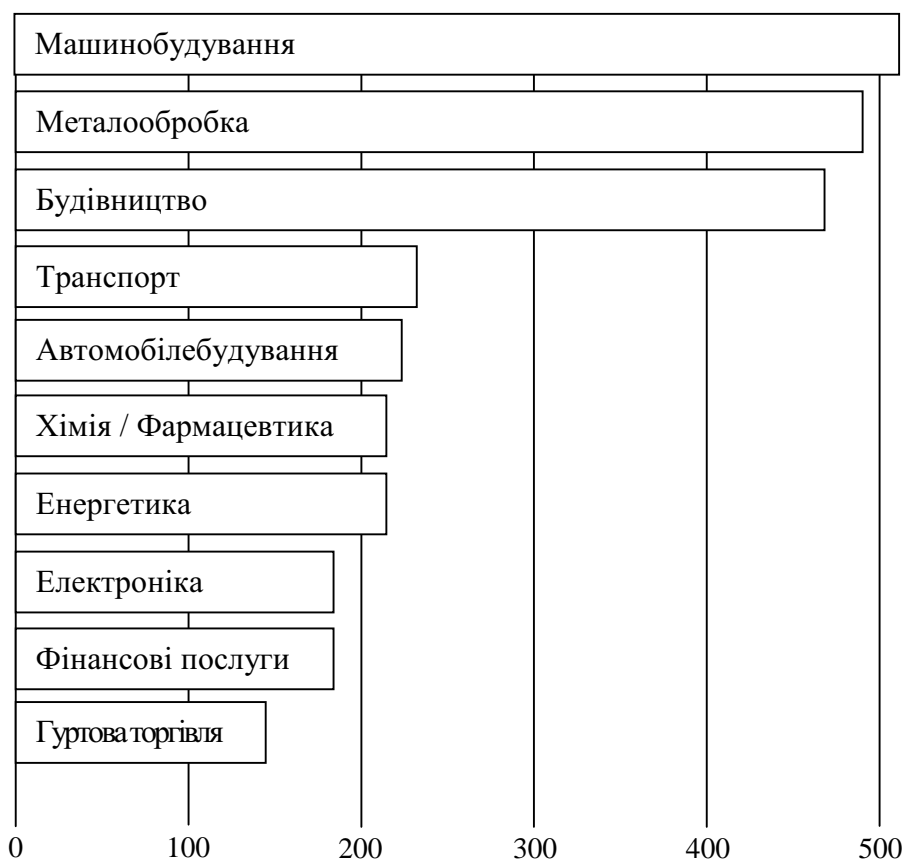 Машинобудування
Металообробка
Будівництво
Транспорт
Автомобілебудування
Хімія / Фармацевтика
Енергетика
Електроніка
Фінансові послуги
Гуртова торгівля
0 100 200 300 400 500